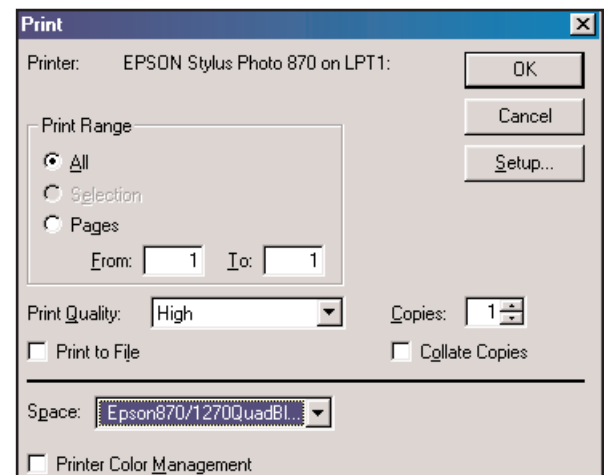 Print
Printer: EPSON Stylus Photo 870 on LPT1:
OK
Cancel
Setup...
Print Range
All
Selection
Pages
From: 1 To: 1
Print Quality: High
Copies: 1
Print to File
Collate Copies
Space: Epson870/1270QuadBl...
Printer Color Management